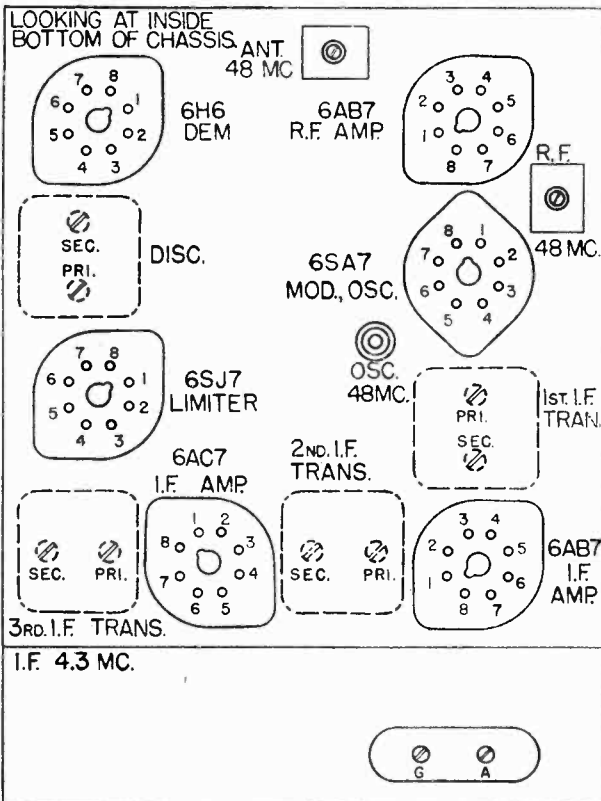 LOOKING AT INSIDE
BOTTOM OF CHASSIS.
ANT.
48 MC
7 8
6 1
5 2
4 3
6H6
DEM
6AB7
R.F. AMP.
3 4
2 5
1 6
8 7
R.F.
48 MC.
SEC.
PRI.
DISC.
6SA7
MOD., OSC.
8 1
7 2
6 3
5 4
OSC.
48MC.
7 8
6 1
5 2
4 3
6SJ7
LIMITER
PRI.
SEC.
1ST. I.F.
TRAN.
6AC7
I.F. AMP.
2ND. I.F.
TRANS.
SEC. PRI.
1 2
8 3
7 4
6 5
SEC. PRI.
3 4
2 5
1 6
8 7
6AB7
I.F.
AMP.
3RD. I.F. TRANS.
I.F. 4.3 MC.
G A